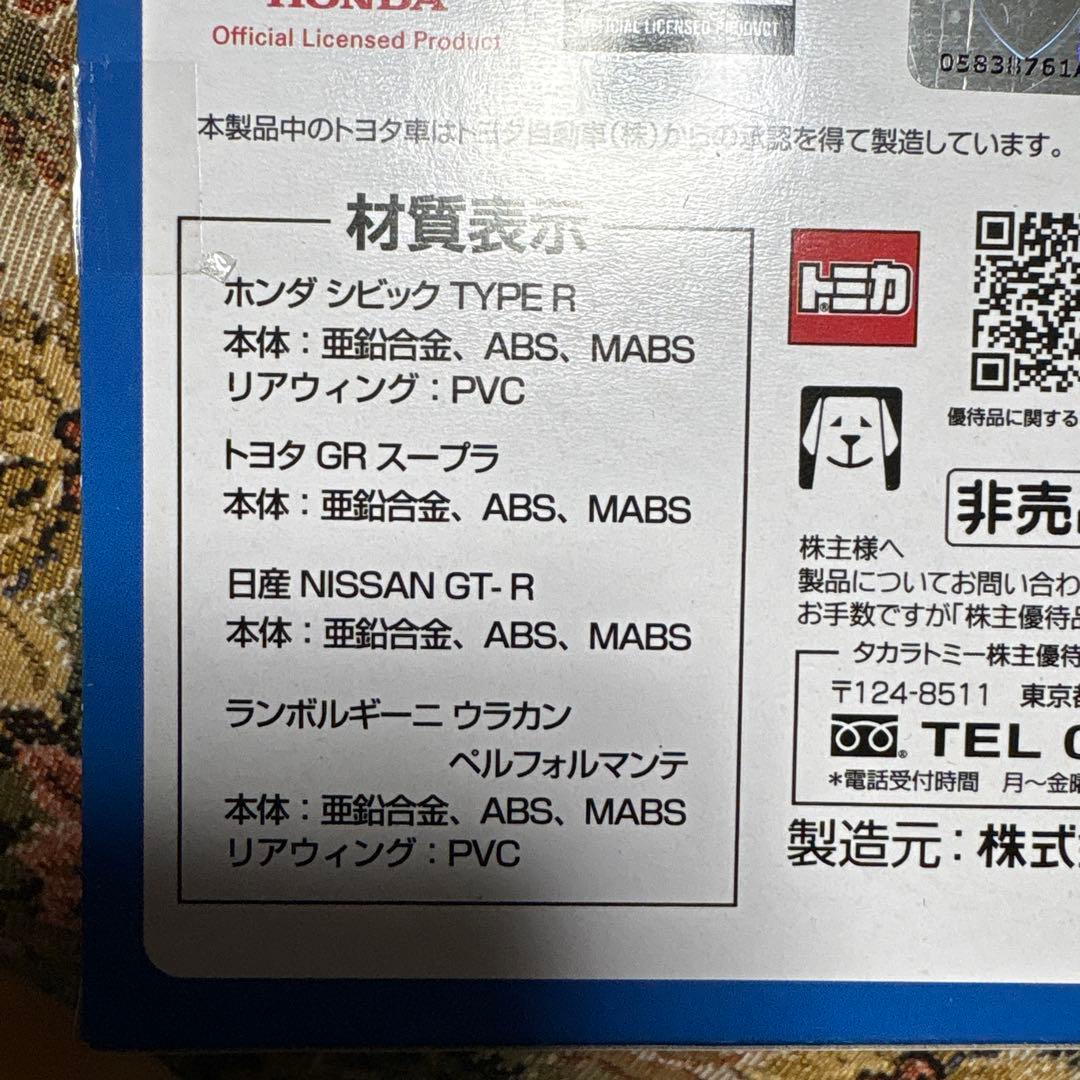 HONDA
Official Licensed Product
OFFICIAL LICENSED PRODUCT
本製品中のトヨタ車はトヨタ自動車(株)からの承認を得て製造しています。
材質表示
ホンダ シビック TYPE R
本体：亜鉛合金、ABS、MABS
リアウィング：PVC
トヨタ GR スープラ
本体：亜鉛合金、ABS、MABS
日産 NISSAN GT-R
本体：亜鉛合金、ABS、MABS
ランボルギーニ ウラカン
ペルフォルマンテ
本体：亜鉛合金、ABS、MABS
リアウィング：PVC
トミカ
優待品に関する
非売
株主様へ
製品についてお問い合わ
お手数ですが「株主優待品
タカラトミー株主優待
〒124-8511 東京都
TEL 0
*電話受付時間 月〜金曜
製造元：株式